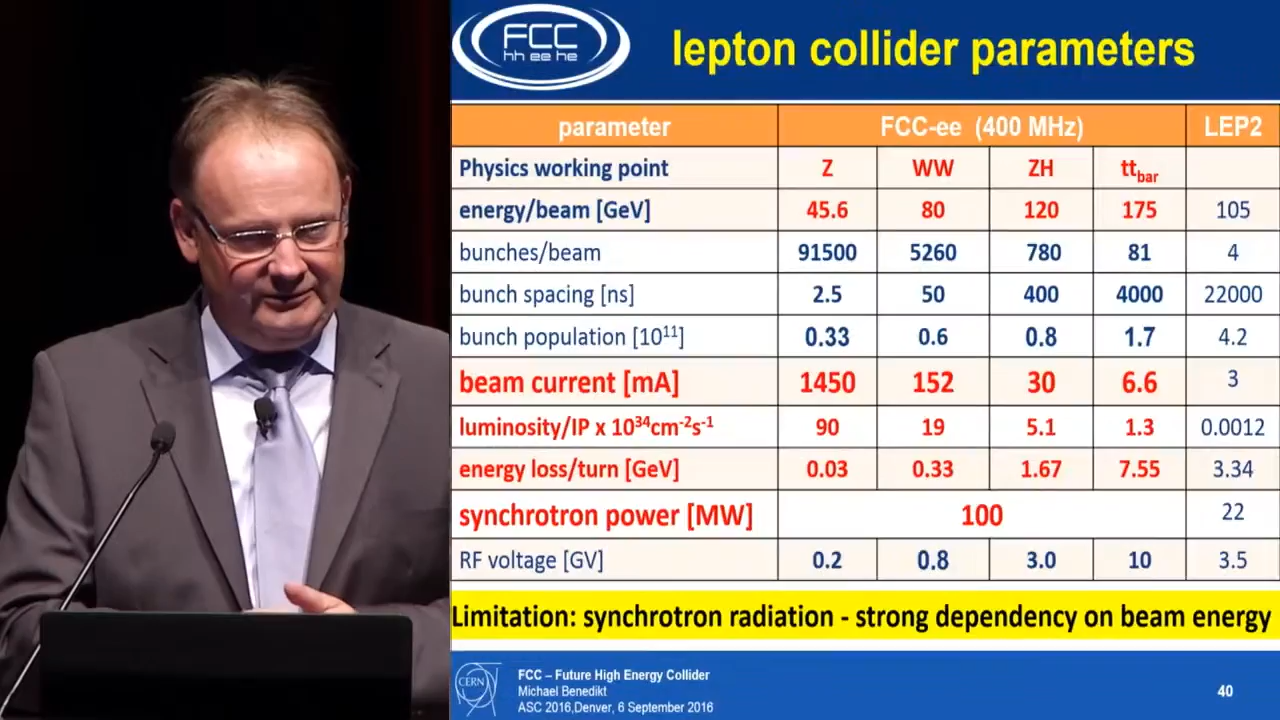 FCC
hh ee he
lepton collider parameters
parameter FCC-ee (400 MHz) LEP2
Physics working point Z WW ZH ttbar
energy/beam [GeV] 45.6 80 120 175 105
bunches/beam 91500 5260 780 81 4
bunch spacing [ns] 2.5 50 400 4000 22000
bunch population [10¹¹] 0.33 0.6 0.8 1.7 4.2
beam current [mA] 1450 152 30 6.6 3
luminosity/IP x 10³⁴cm⁻²s⁻¹ 90 19 5.1 1.3 0.0012
energy loss/turn [GeV] 0.03 0.33 1.67 7.55 3.34
synchrotron power [MW] 100 22
RF voltage [GV] 0.2 0.8 3.0 10 3.5
Limitation: synchrotron radiation - strong dependency on beam energy
CERN
FCC – Future High Energy Collider
Michael Benedikt
ASC 2016,Denver, 6 September 2016
40